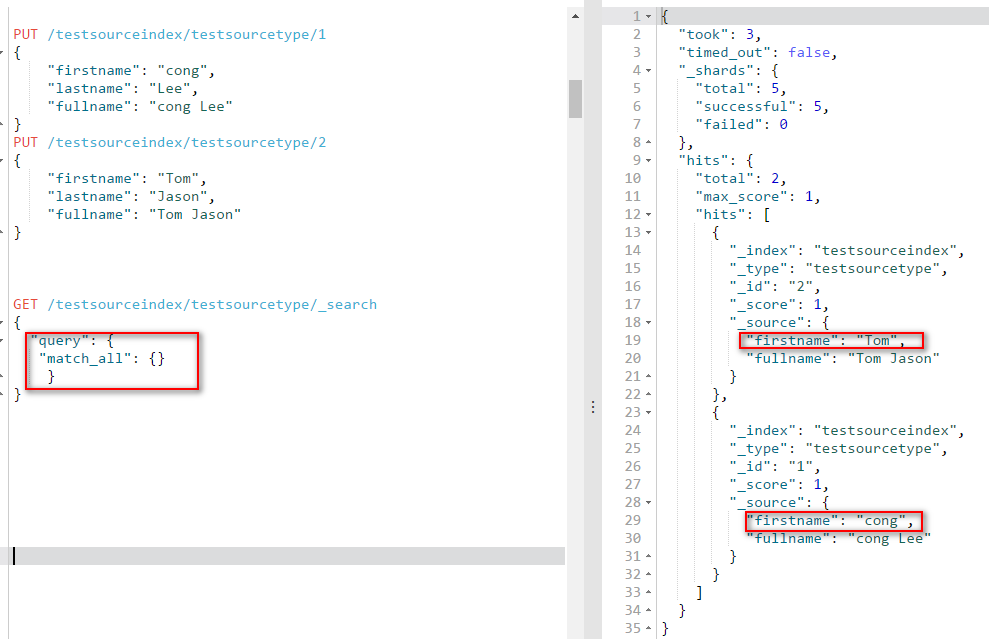 PUT /testsourceindex/testsourcetype/1
{
"firstname": "cong",
"lastname": "Lee",
"fullname": "cong Lee"
}
PUT /testsourceindex/testsourcetype/2
{
"firstname": "Tom",
"lastname": "Jason",
"fullname": "Tom Jason"
}
GET /testsourceindex/testsourcetype/_search
{
"query": {
"match_all": {}
}
}
1 {
2 "took": 3,
3 "timed_out": false,
4 "_shards": {
5 "total": 5,
6 "successful": 5,
7 "failed": 0
8 },
9 "hits": {
10 "total": 2,
11 "max_score": 1,
12 "hits": [
13 {
14 "_index": "testsourceindex",
15 "_type": "testsourcetype",
16 "_id": "2",
17 "_score": 1,
18 "_source": {
19 "firstname": "Tom",
20 "fullname": "Tom Jason"
21 }
22 },
23 {
24 "_index": "testsourceindex",
25 "_type": "testsourcetype",
26 "_id": "1",
27 "_score": 1,
28 "_source": {
29 "firstname": "cong",
30 "fullname": "cong Lee"
31 }
32 }
33 ]
34 }
35 }